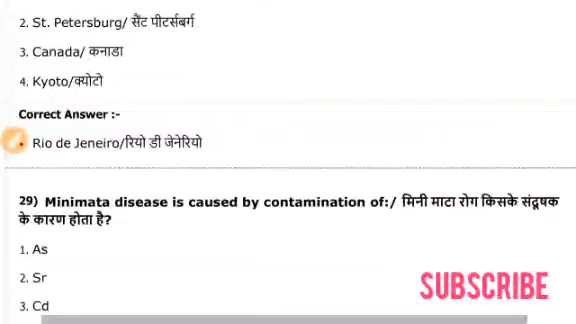 2. St. Petersburg/ सैंट पीटर्सबर्ग
3. Canada/ कनाडा
4. Kyoto/क्योटो
Correct Answer :-
Rio de Jeneiro/रियो डी जेनेरियो
29) Minimata disease is caused by contamination of:/ मिनी माटा रोग किसके संदूषक
के कारण होता है?
1. As
2. Sr
3. Cd
SUBSCRIBE